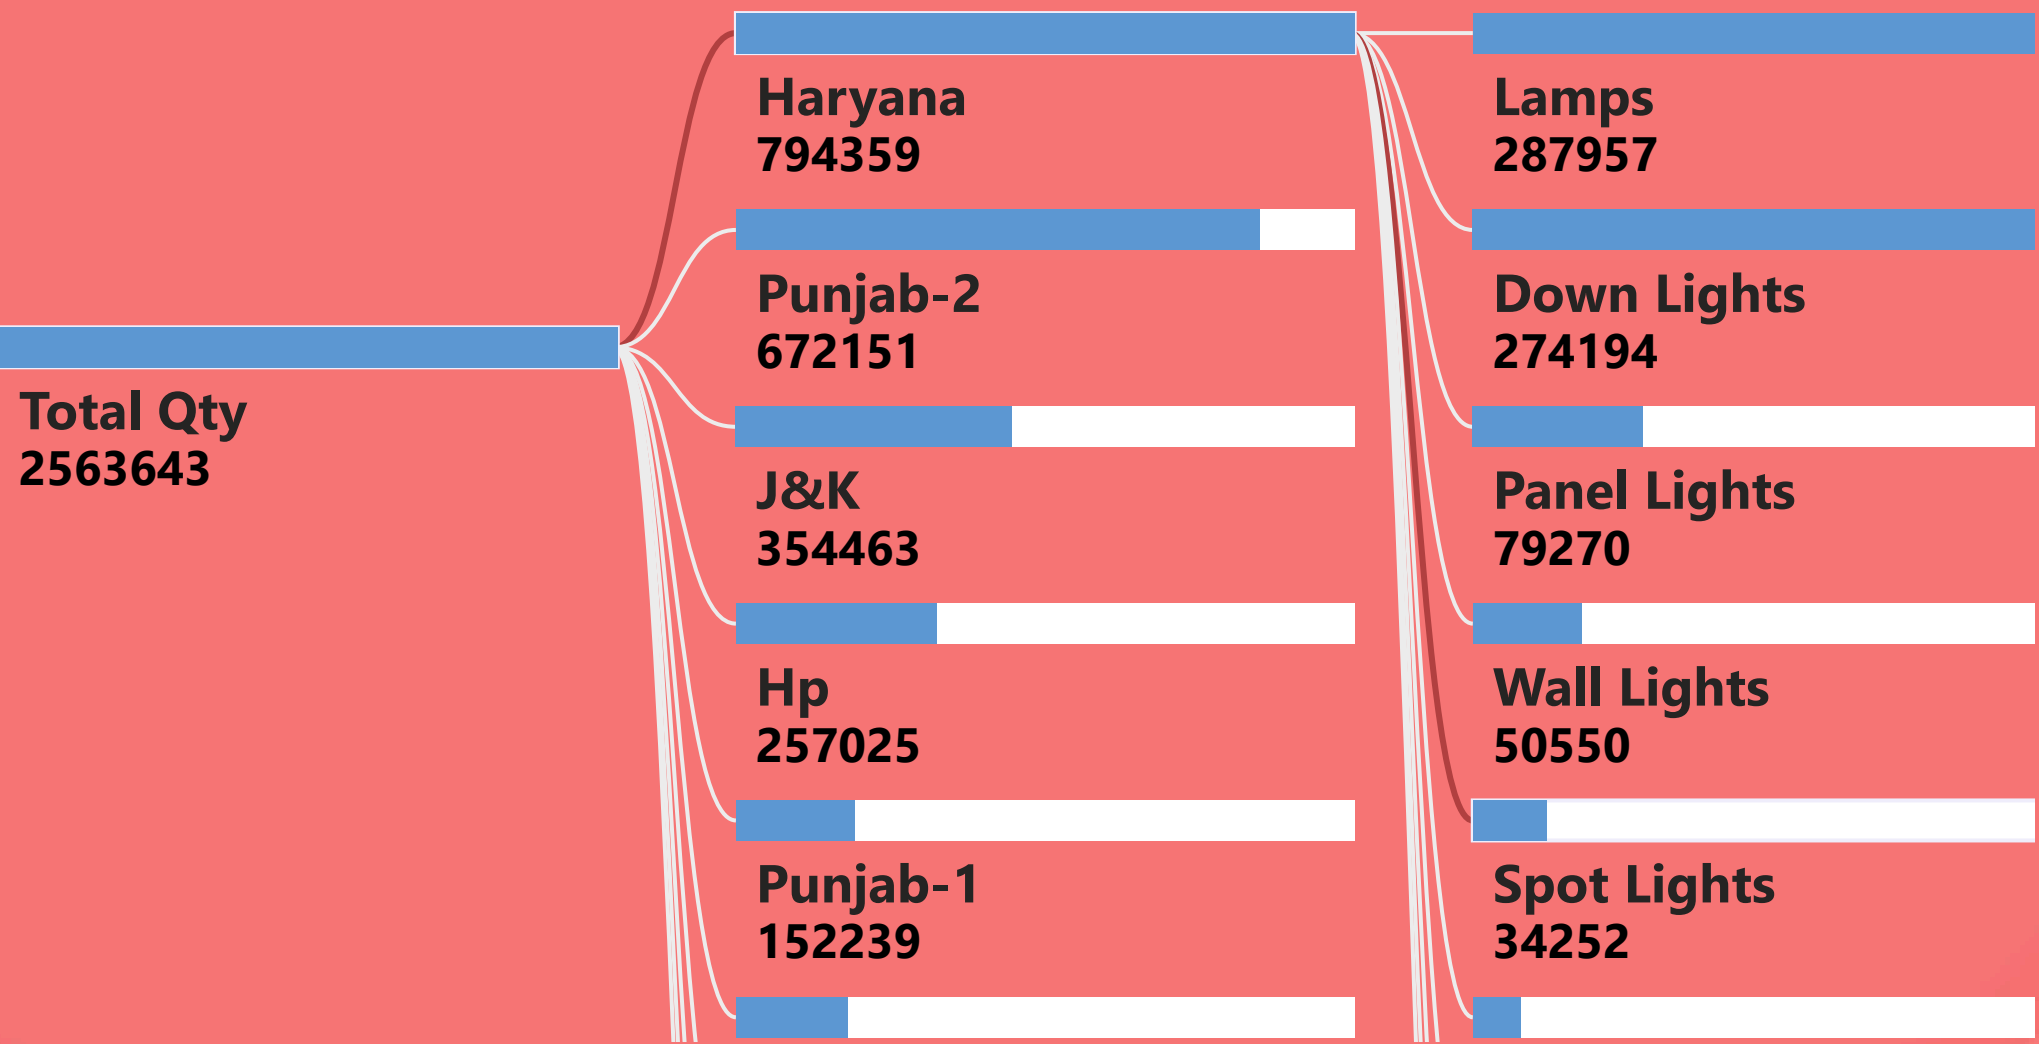 Total Qty
2563643
Haryana
794359
Punjab-2
672151
J&K
354463
Hp
257025
Punjab-1
152239
Lamps
287957
Down Lights
274194
Panel Lights
79270
Wall Lights
50550
Spot Lights
34252